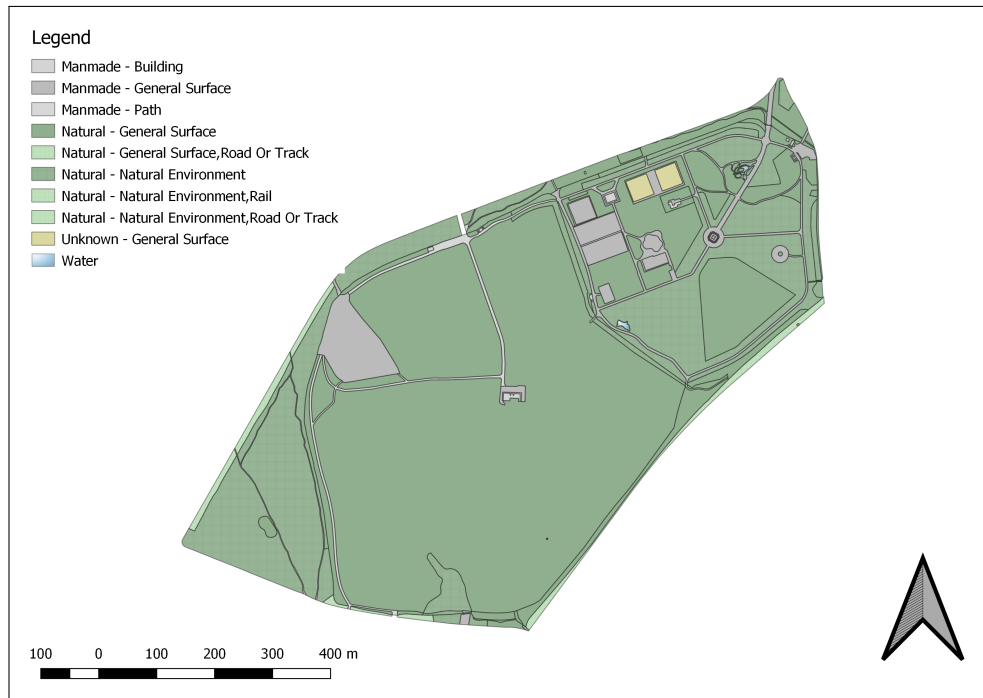 Legend
Manmade - Building
Manmade - General Surface
Manmade - Path
Natural - General Surface
Natural - General Surface,Road Or Track
Natural - Natural Environment
Natural - Natural Environment,Rail
Natural - Natural Environment,Road Or Track
Unknown - General Surface
Water
100 0 100 200 300 400 m